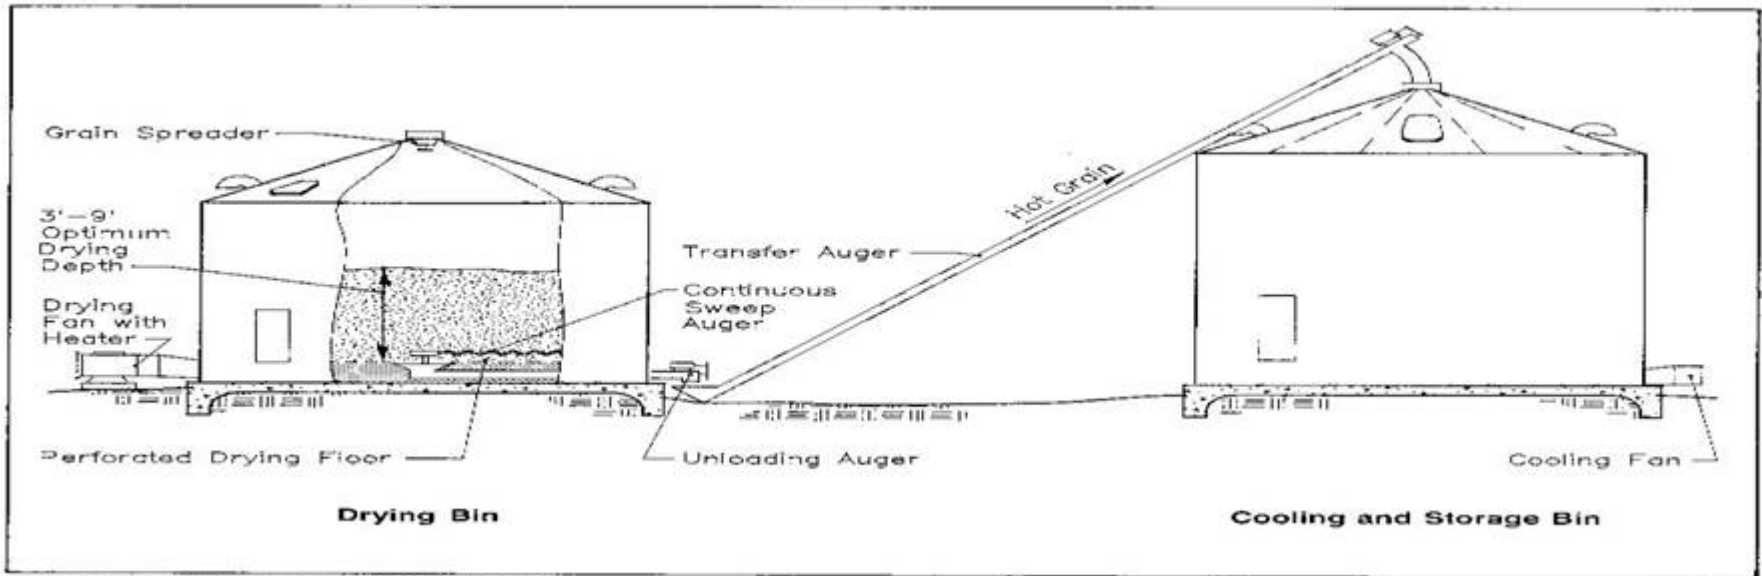 Grain Spreader
3'-9'
Optimum
Drying
Depth
Drying
Fan with
Heater
Perforated Drying Floor
Transfer Auger
Continuous
Sweep
Auger
Unloading Auger
Hot Grain
Cooling Fan
Drying Bin
Cooling and Storage Bin